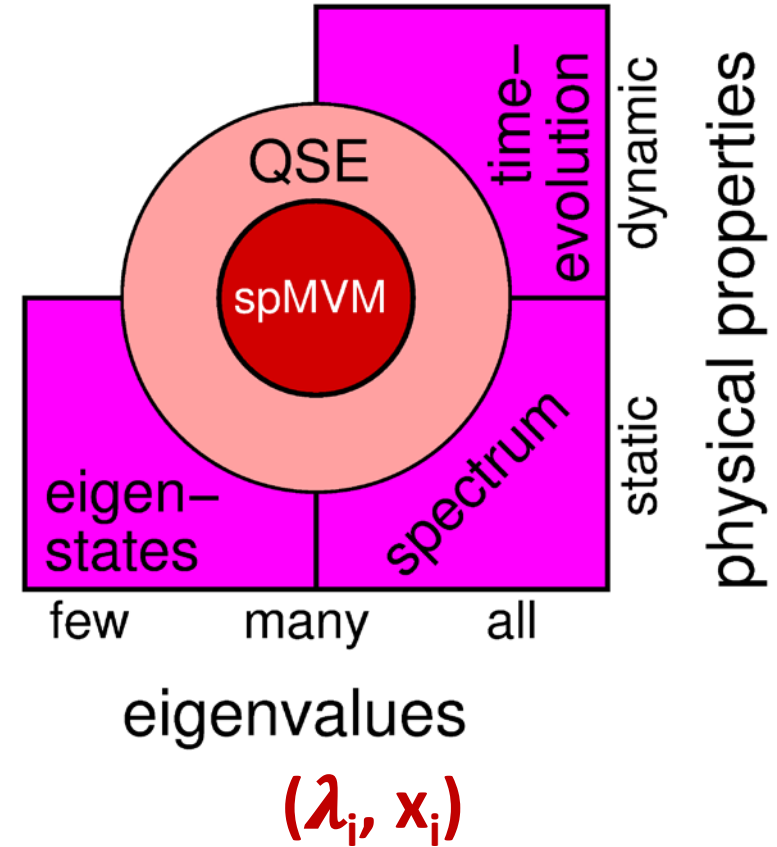 time−
evolution
dynamic
physical properties
QSE
spMVM
static
spectrum
eigen−
states
few many all
eigenvalues
(λi, xi)